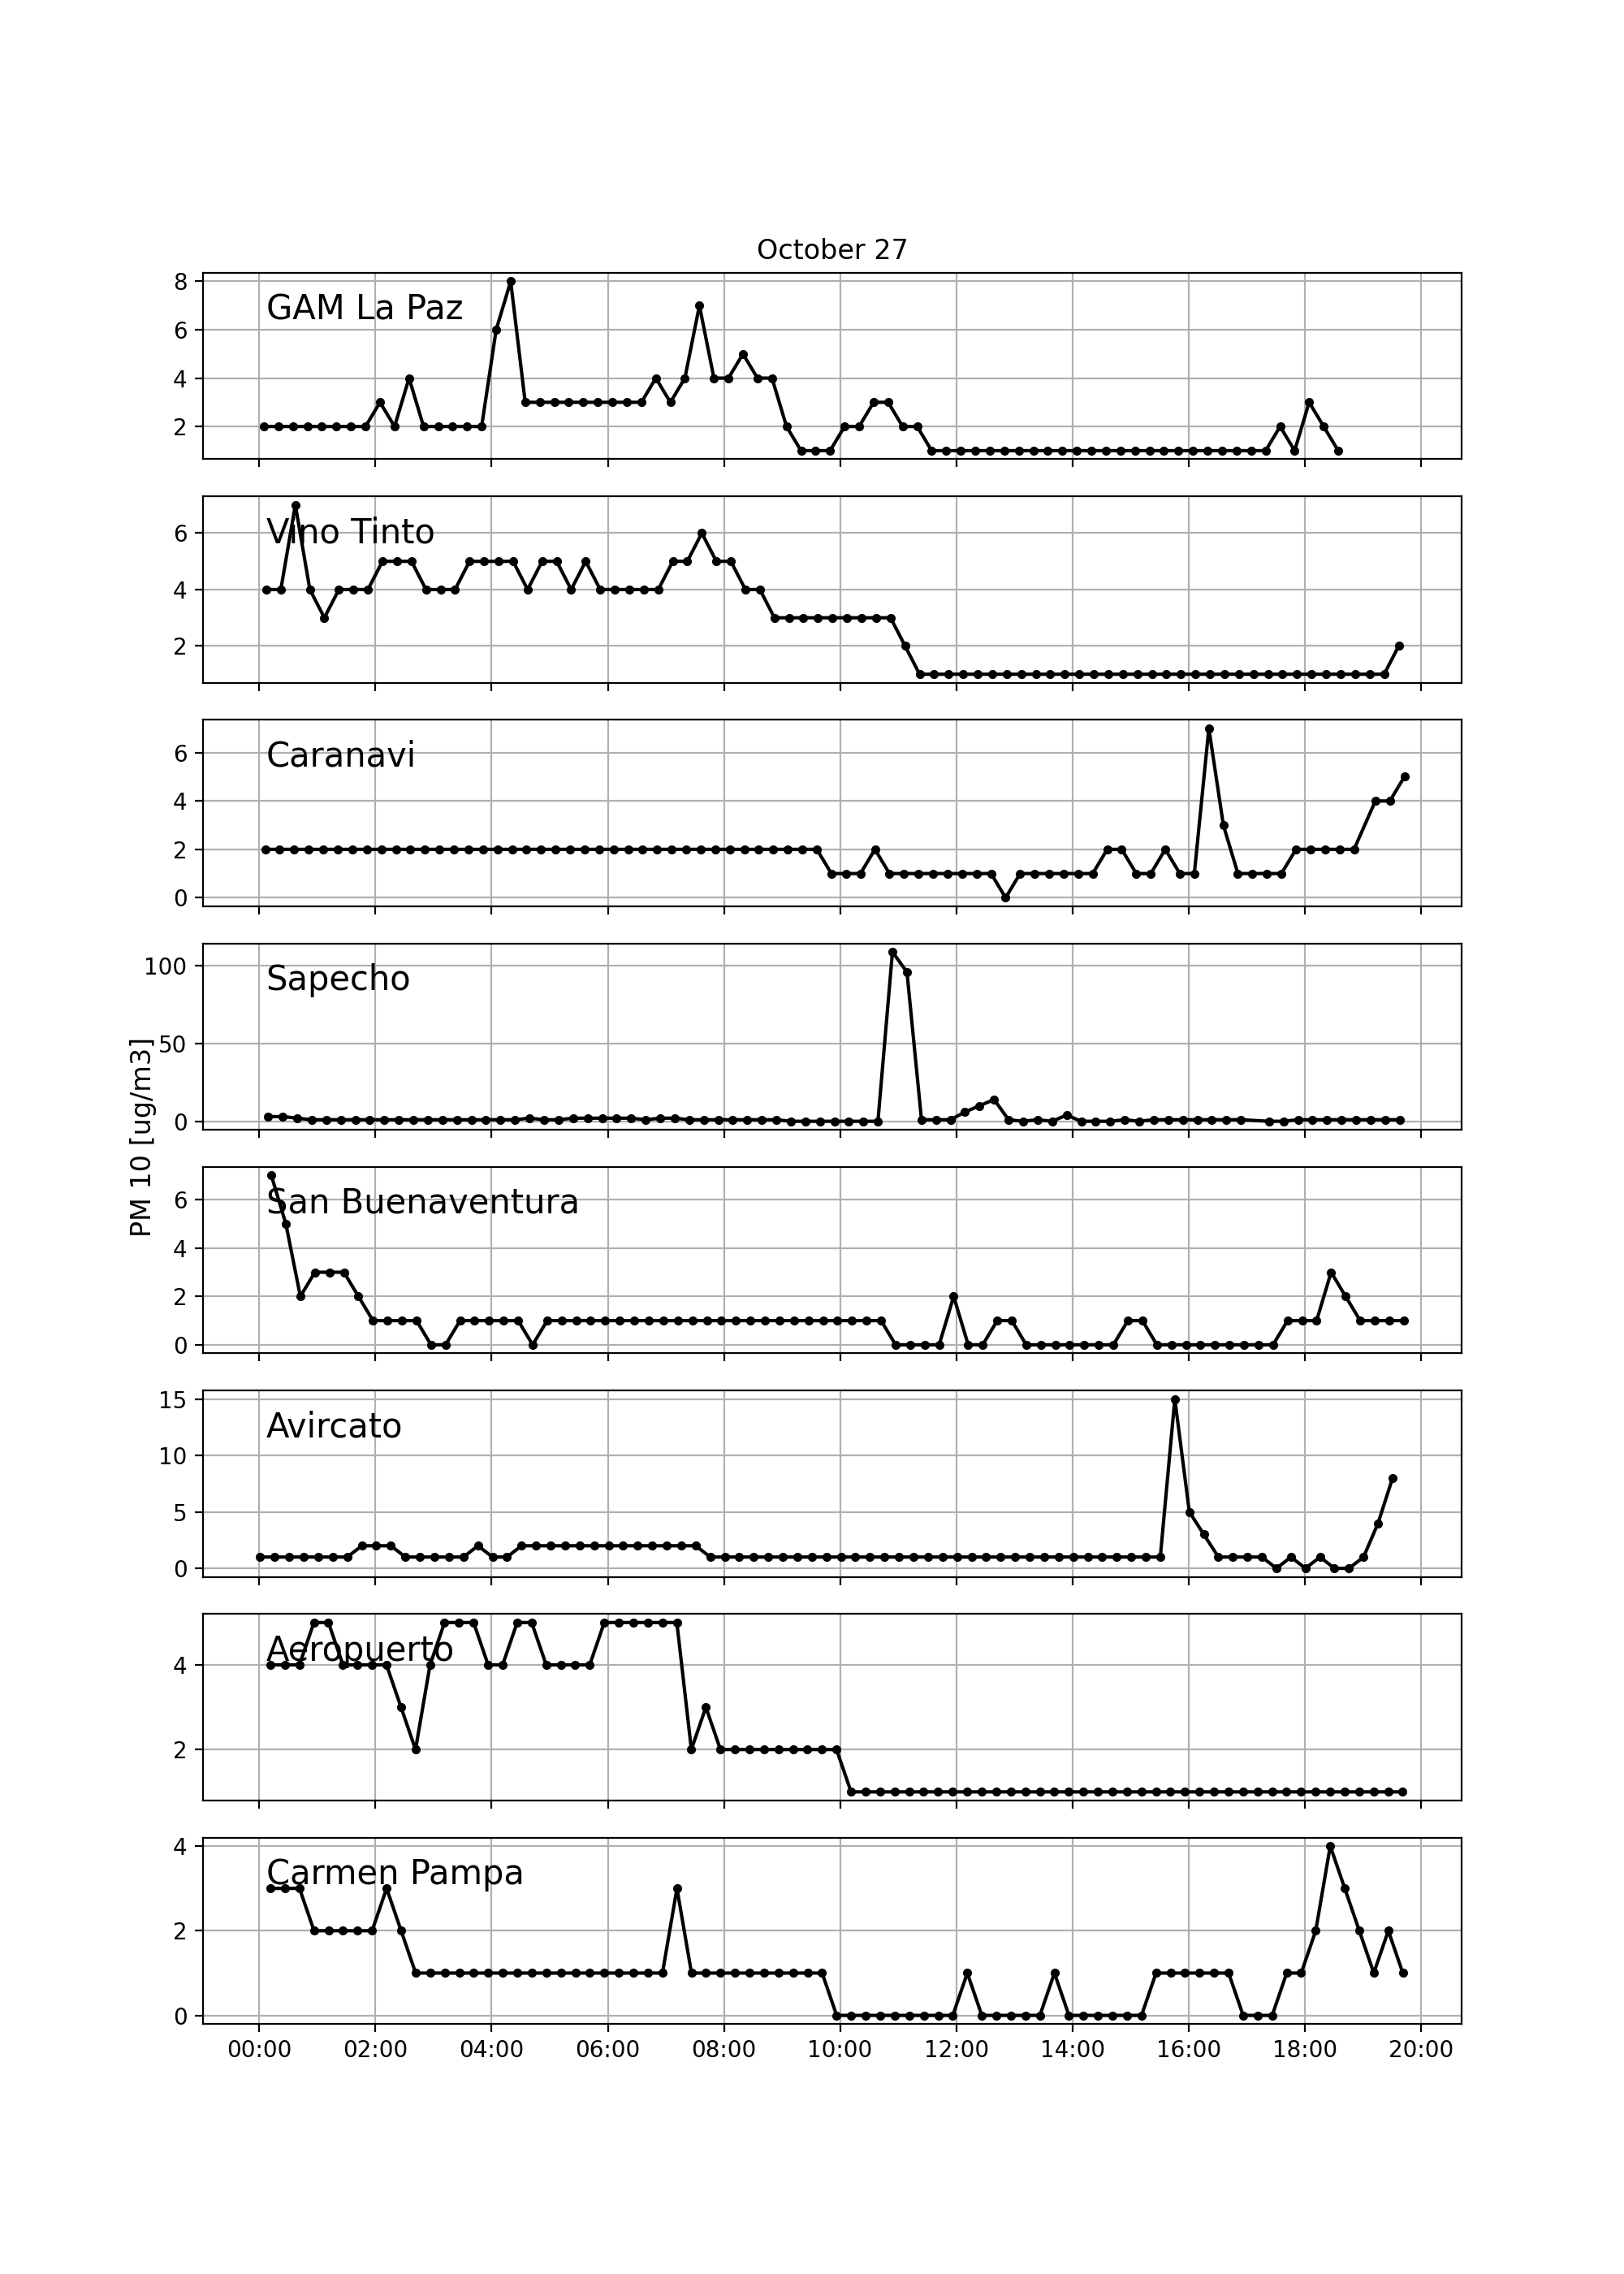 October 27
PM 10 [ug/m3]
8
GAM La Paz
6
4
2
Vino Tinto
6
4
2
6
Caranavi
4
2
0
100
Sapecho
50
0
6
San Buenaventura
4
2
0
15
Avircato
10
5
0
Aeropuerto
4
2
4
Carmen Pampa
2
0
00:00 02:00 04:00 06:00 08:00 10:00 12:00 14:00 16:00 18:00 20:00